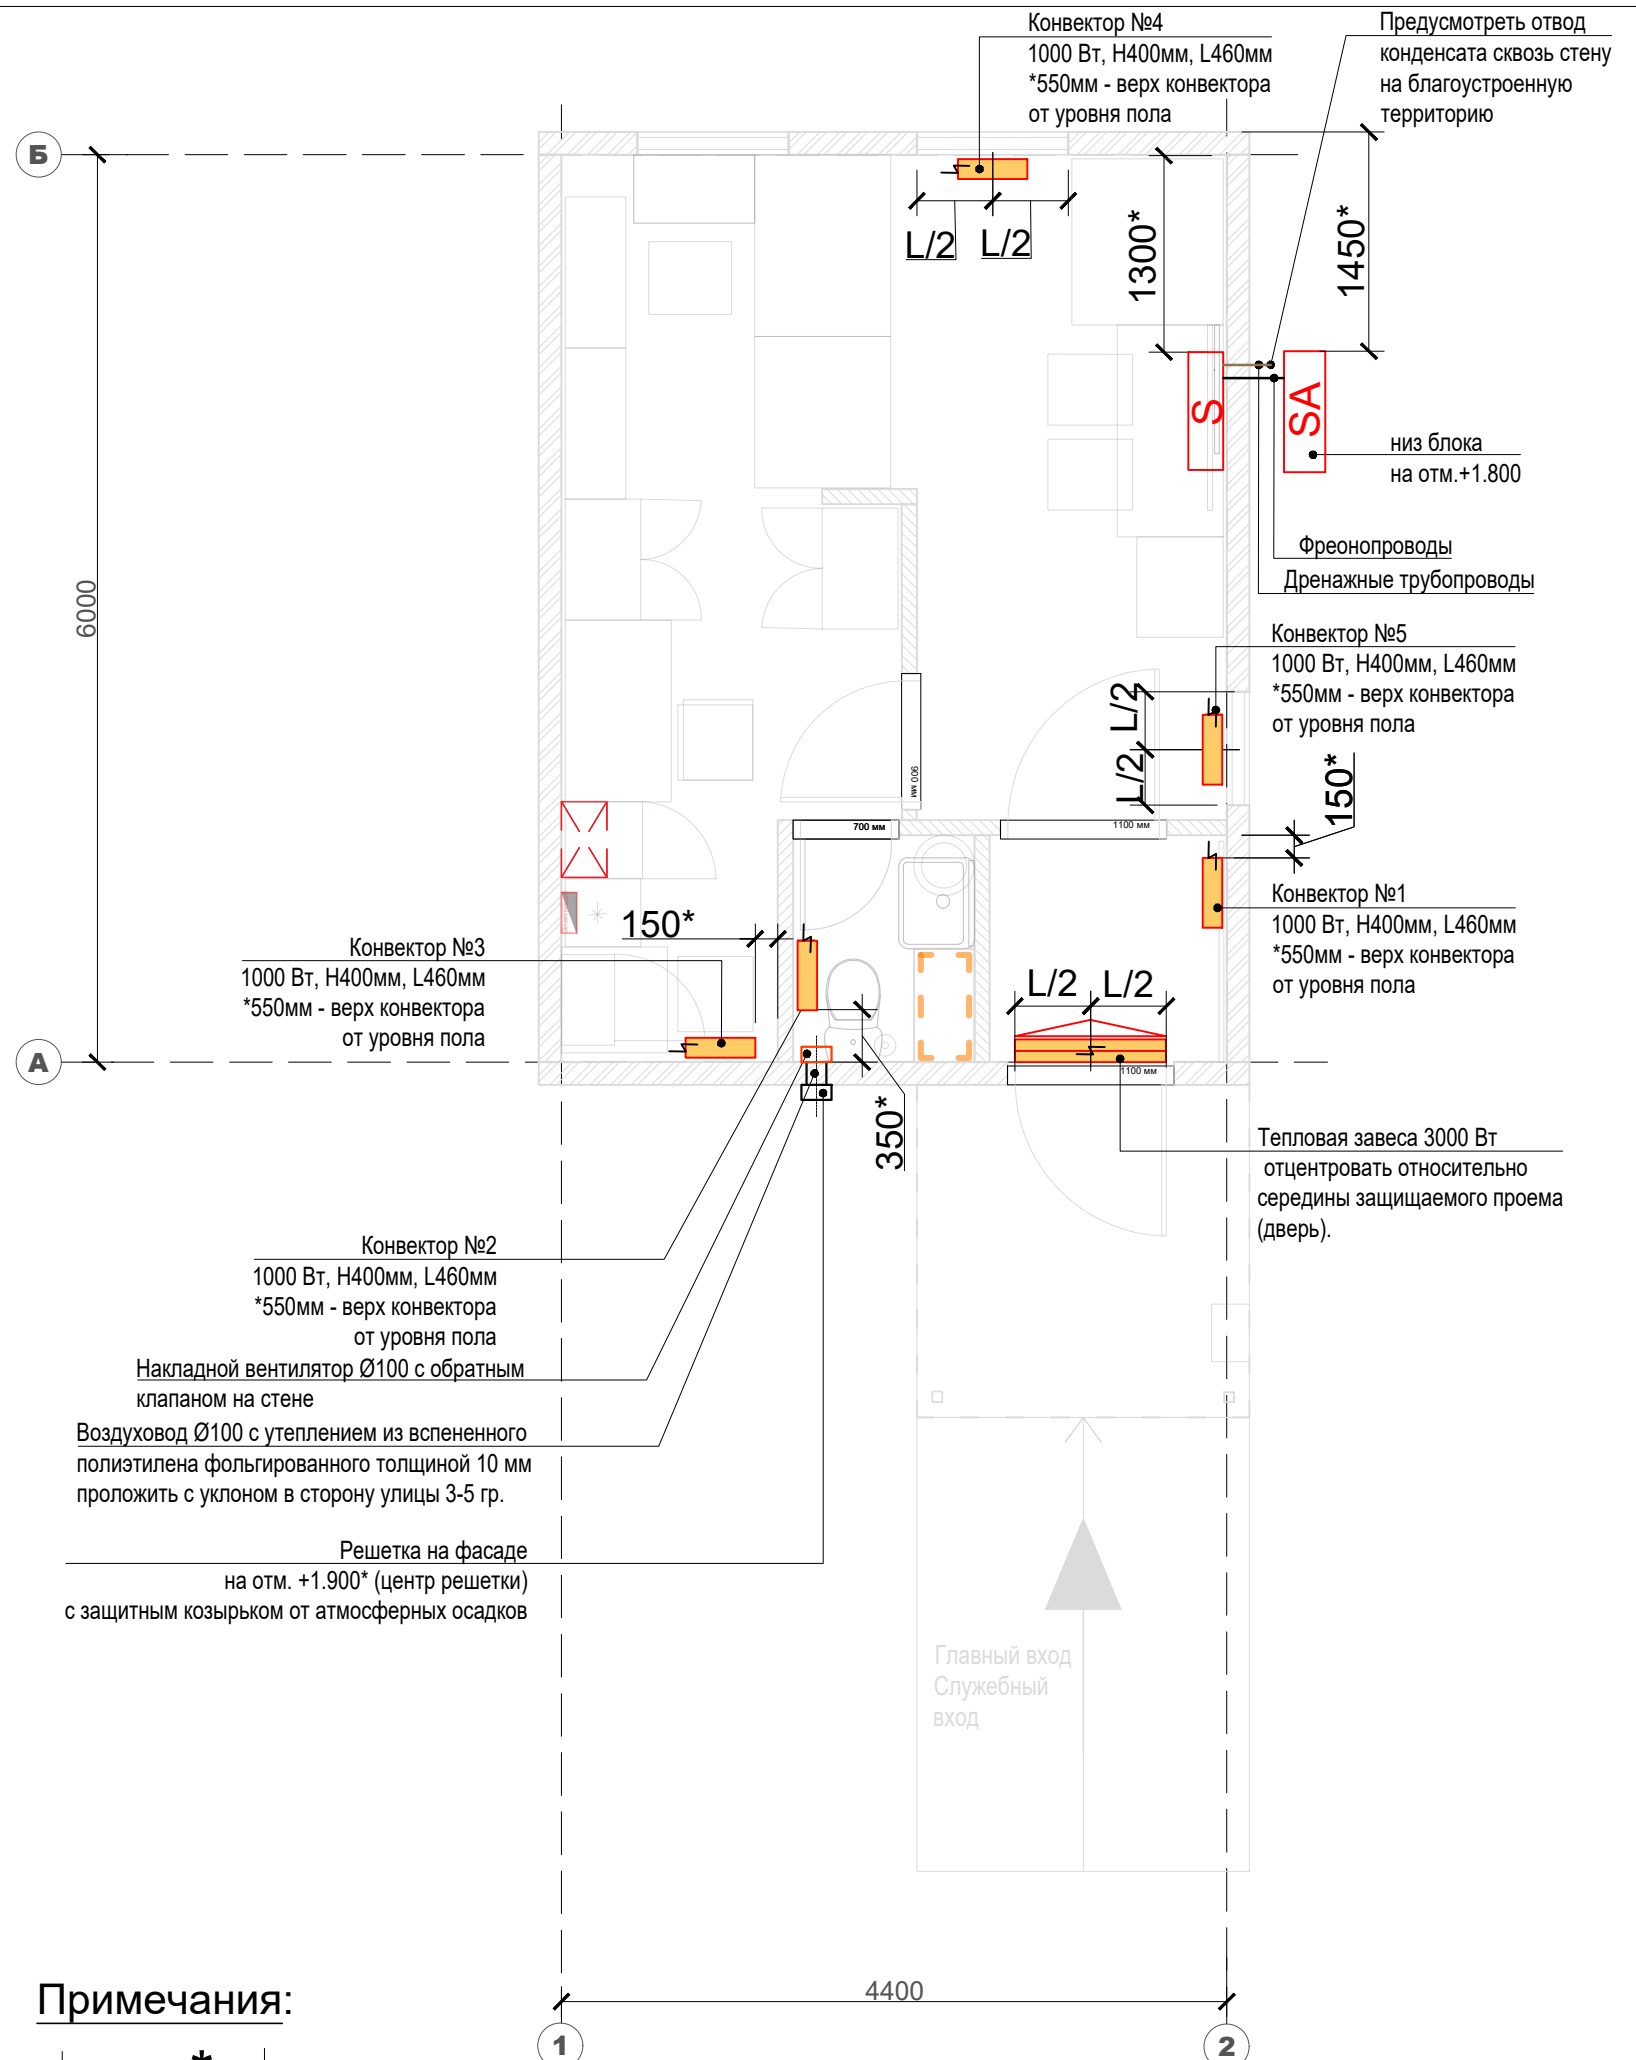 Конвектор №4
1000 Вт, Н400мм, L460мм
*550мм - верх конвектора
от уровня пола
Предусмотреть отвод
конденсата сквозь стену
на благоустроенную
территорию
Б
L/2
L/2
1300*
1450*
S
SA
низ блока
на отм.+1.800
Фреонопроводы
Дренажные трубопроводы
6000
Конвектор №5
1000 Вт, Н400мм, L460мм
*550мм - верх конвектора
от уровня пола
L/2
L/2
900 мм
700 мм
1100 мм
150*
Конвектор №1
1000 Вт, Н400мм, L460мм
*550мм - верх конвектора
от уровня пола
150*
Конвектор №3
1000 Вт, Н400мм, L460мм
*550мм - верх конвектора
от уровня пола
L/2
L/2
А
1100 мм
350*
Тепловая завеса 3000 Вт
отцентровать относительно
середины защищаемого проема
(дверь).
Конвектор №2
1000 Вт, Н400мм, L460мм
*550мм - верх конвектора
от уровня пола
Накладной вентилятор Ø100 с обратным
клапаном на стене
Воздуховод Ø100 с утеплением из вспененного
полиэтилена фольгированного толщиной 10 мм
проложить с уклоном в сторону улицы 3-5 гр.
Решетка на фасаде
на отм. +1.900* (центр решетки)
с защитным козырьком от атмосферных осадков
Главный вход
Служебный
вход
4400
Примечания:
*
1
2